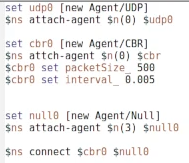 set udp0 [new Agent/UDP]
$ns attach-agent $n(0) $udp0
set cbr0 [new Agent/CBR]
$ns attch-agent $n(0) $cbr
$cbr0 set packetSize_ 500
$cbr0 set interval_ 0.005
set null0 [new Agent/Null]
$ns attach-agent $n(3) $null0
$ns connect $cbr0 $null0